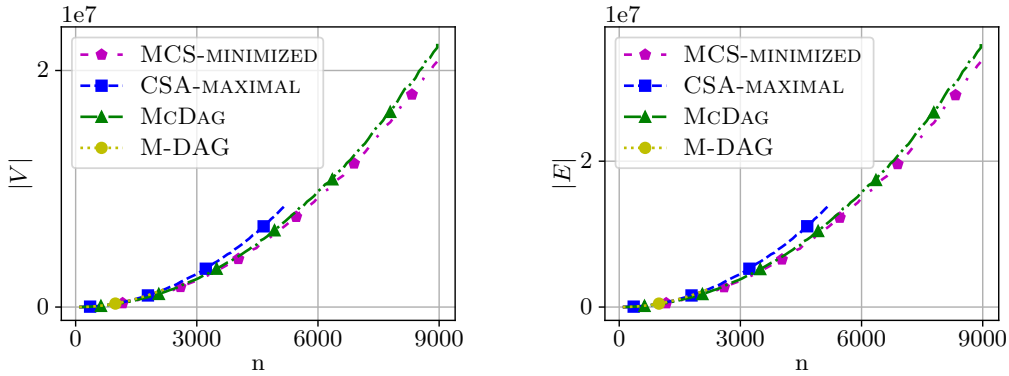 1e7
|V|
2
0
MCS-MINIMIZED
CSA-MAXIMAL
McDAG
M-DAG
0 3000 6000 9000
n
1e7
|E|
2
0
MCS-MINIMIZED
CSA-MAXIMAL
McDAG
M-DAG
0 3000 6000 9000
n